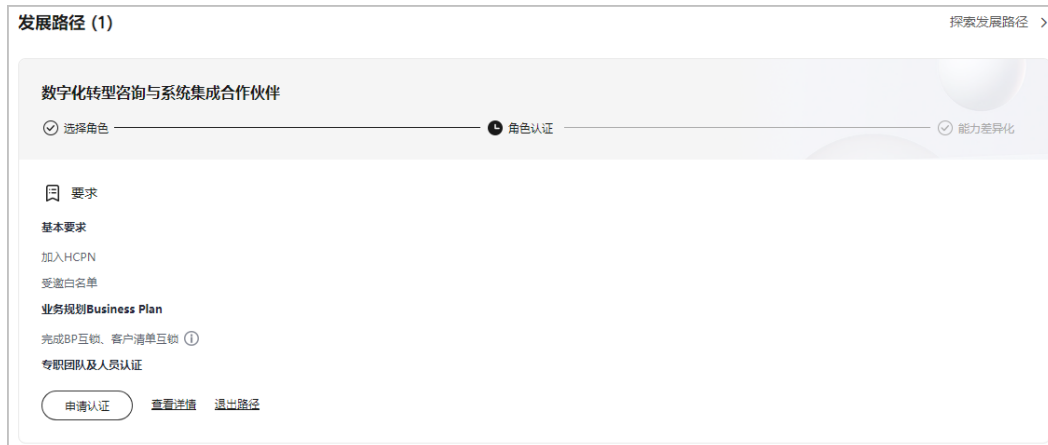 发展路径 (1)
探索发展路径
数字化转型咨询与系统集成合作伙伴
选择角色
角色认证
能力差异化
要求
基本要求
加入HCPN
受邀白名单
业务规划Business Plan
完成BP互锁、客户清单互锁
专职团队及人员认证
申请认证 查看详情 退出路径